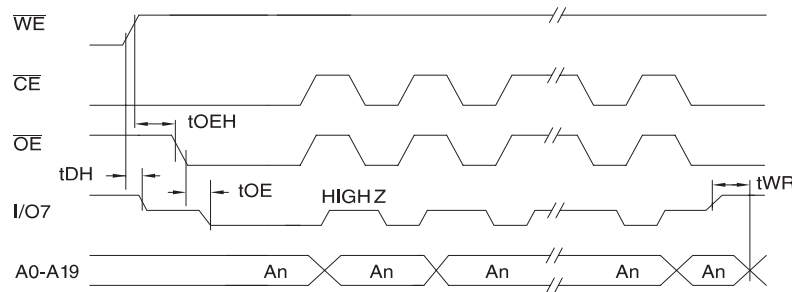 WE
CE
tOEH
OE
tDH
tOE
tWR
I/O7
HIGH Z
A0-A19
An
An
An
An
An